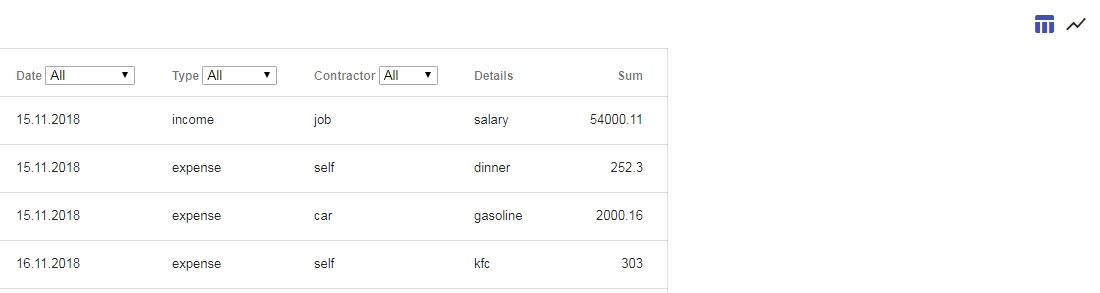 Date All Type All Contractor All Details Sum
15.11.2018 income job salary 54000.11
15.11.2018 expense self dinner 252.3
15.11.2018 expense car gasoline 2000.16
16.11.2018 expense self kfc 303